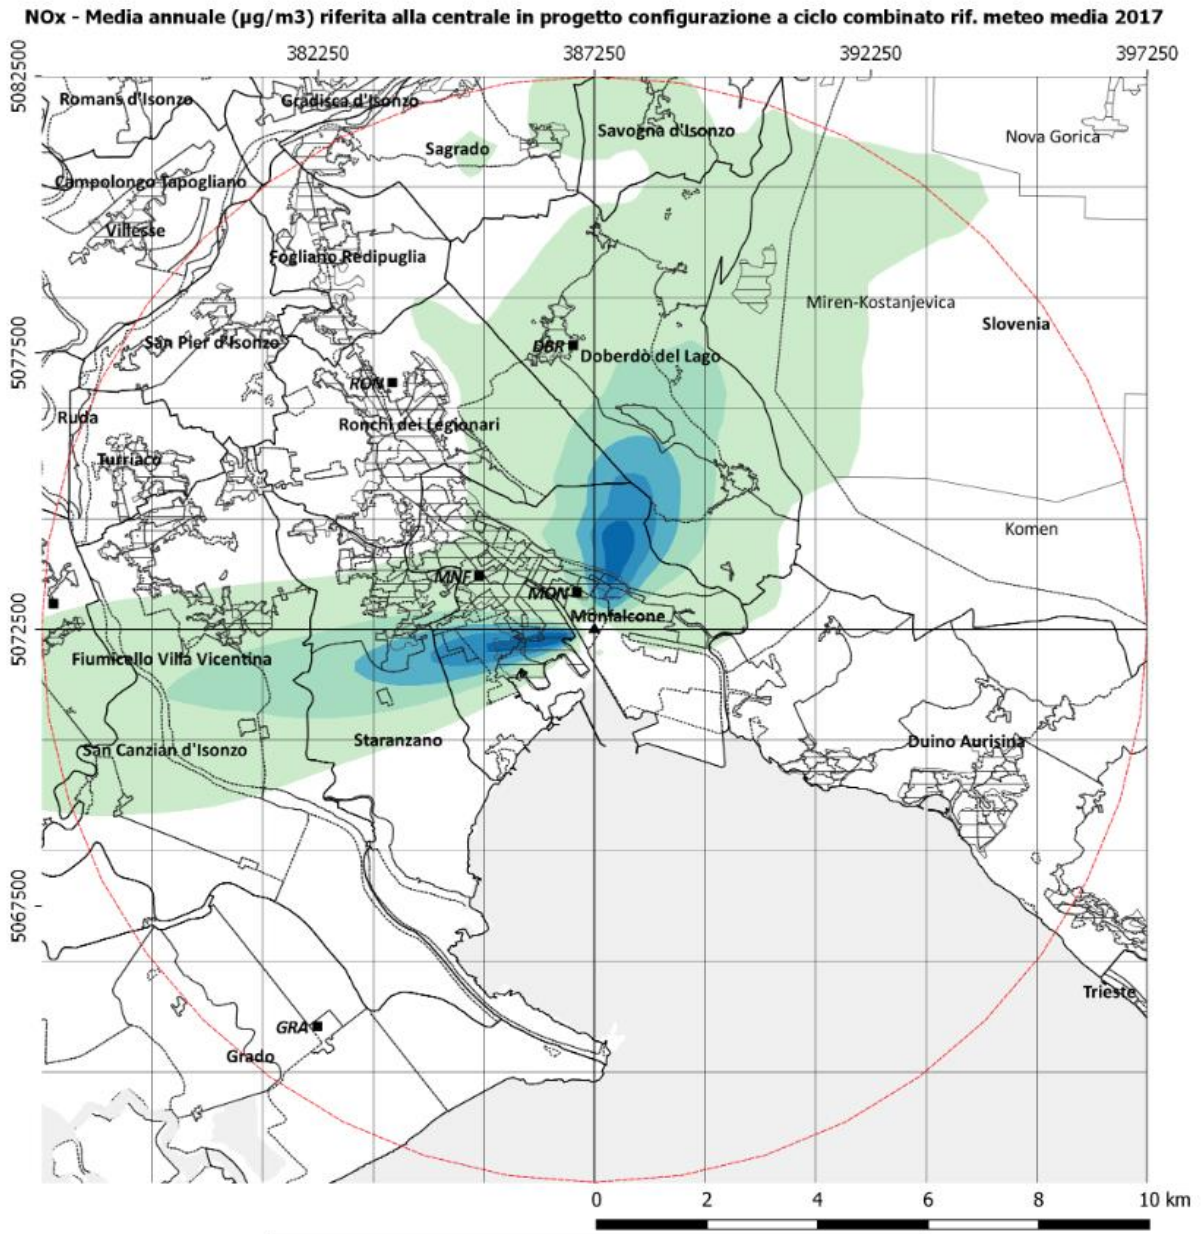 NOx - Media annuale (µg/m3) riferita alla centrale in progetto configurazione a ciclo combinato rif. meteo media 2017
382250 387250 392250 397250
5082500
Romans d'Isonzo
Gradisca d'Isonzo
Savogna d'Isonzo
Nova Gorica
Sagrado
Campolongo Tapogliano
Villesse
Fogliano Redipuglia
Miren-Kostanjevica
Slovenia
San Pier d'Isonzo
DBR
Doberdò del Lago
5077500
RON
Ruda
Ronchi dei Legionari
Turriaco
Komen
MNF
MON
Monfalcone
5072500
Fiumicello Villa Vicentina
San Canzian d'Isonzo
Staranzano
Duino Aurisina
5067500
Trieste
GRA
Grado
0 2 4 6 8 10 km